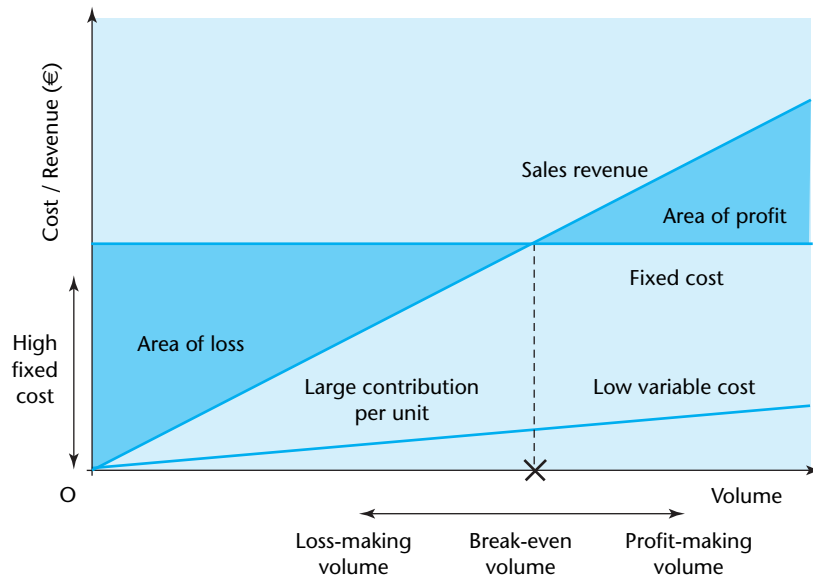 Cost / Revenue (€)
Sales revenue
Area of profit
Fixed cost
High
fixed
cost
Area of loss
Large contribution
per unit
Low variable cost
O
Volume
Loss-making
volume
Break-even
volume
Profit-making
volume